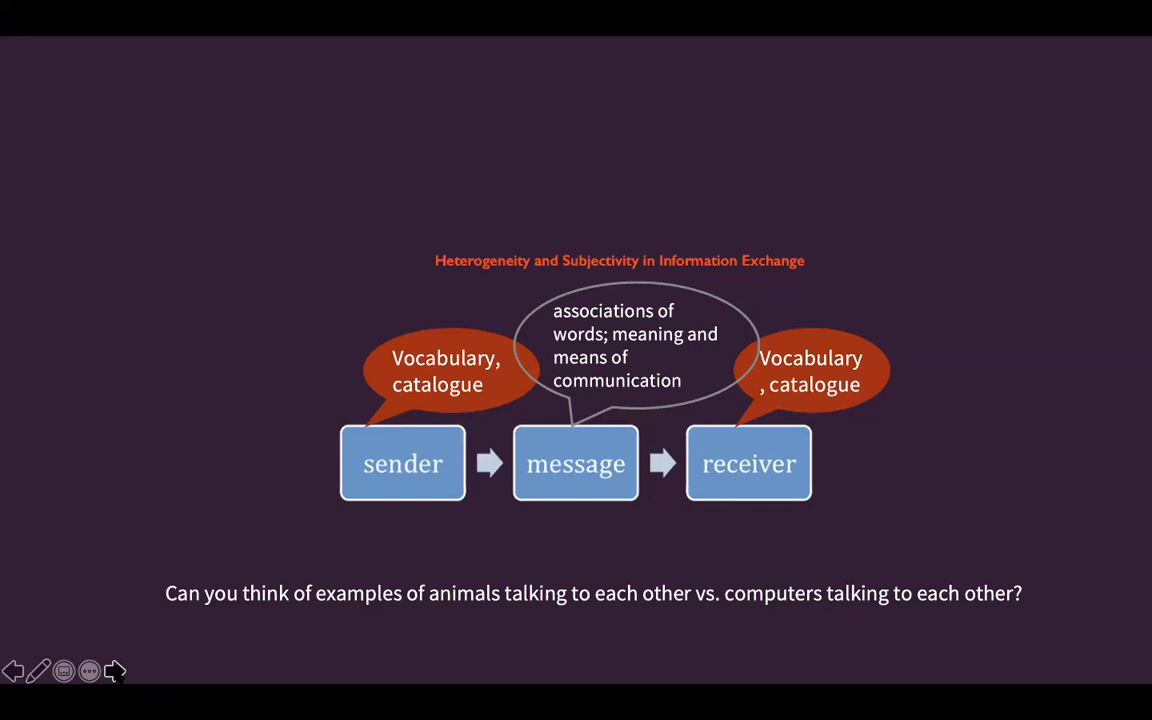 Heterogeneity and Subjectivity in Information Exchange
associations of
words; meaning and
means of
communication
Vocabulary,
catalogue
Vocabulary
, catalogue
sender
message
receiver
Can you think of examples of animals talking to each other vs. computers talking to each other?